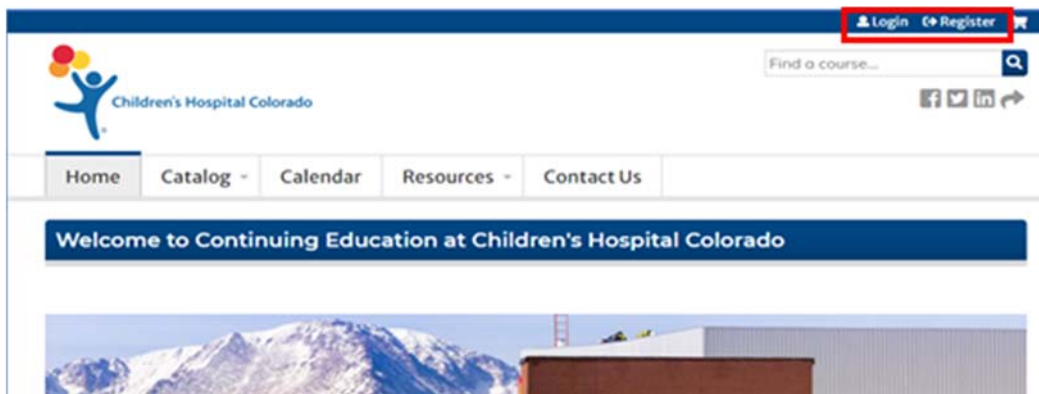 Login Register
Find a course...
Children's Hospital Colorado
Home Catalog Calendar Resources Contact Us
Welcome to Continuing Education at Children's Hospital Colorado